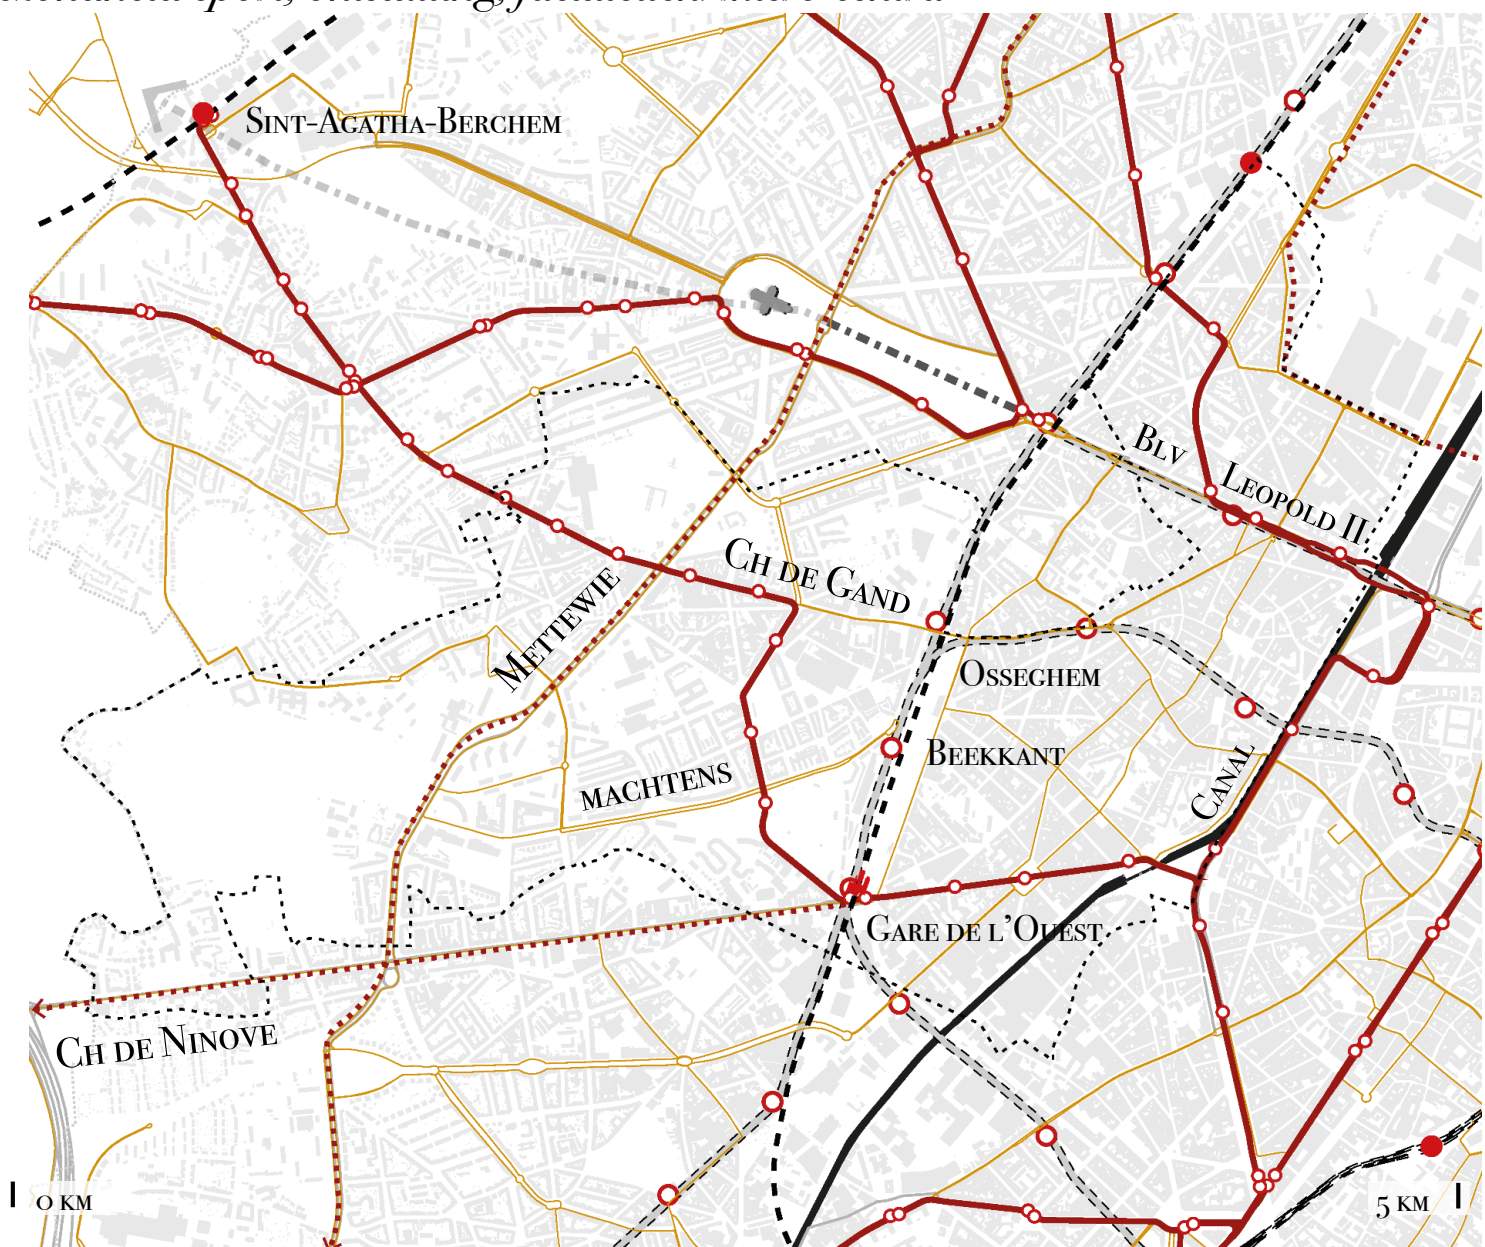 Sint-Agatha-Berchem
Blv Leopold II
Ch de Gand
Mettewie
Osseghem
Beekkant
machtens
Canal
Gare de l'Ouest
Ch de Ninove
0 km
5 km